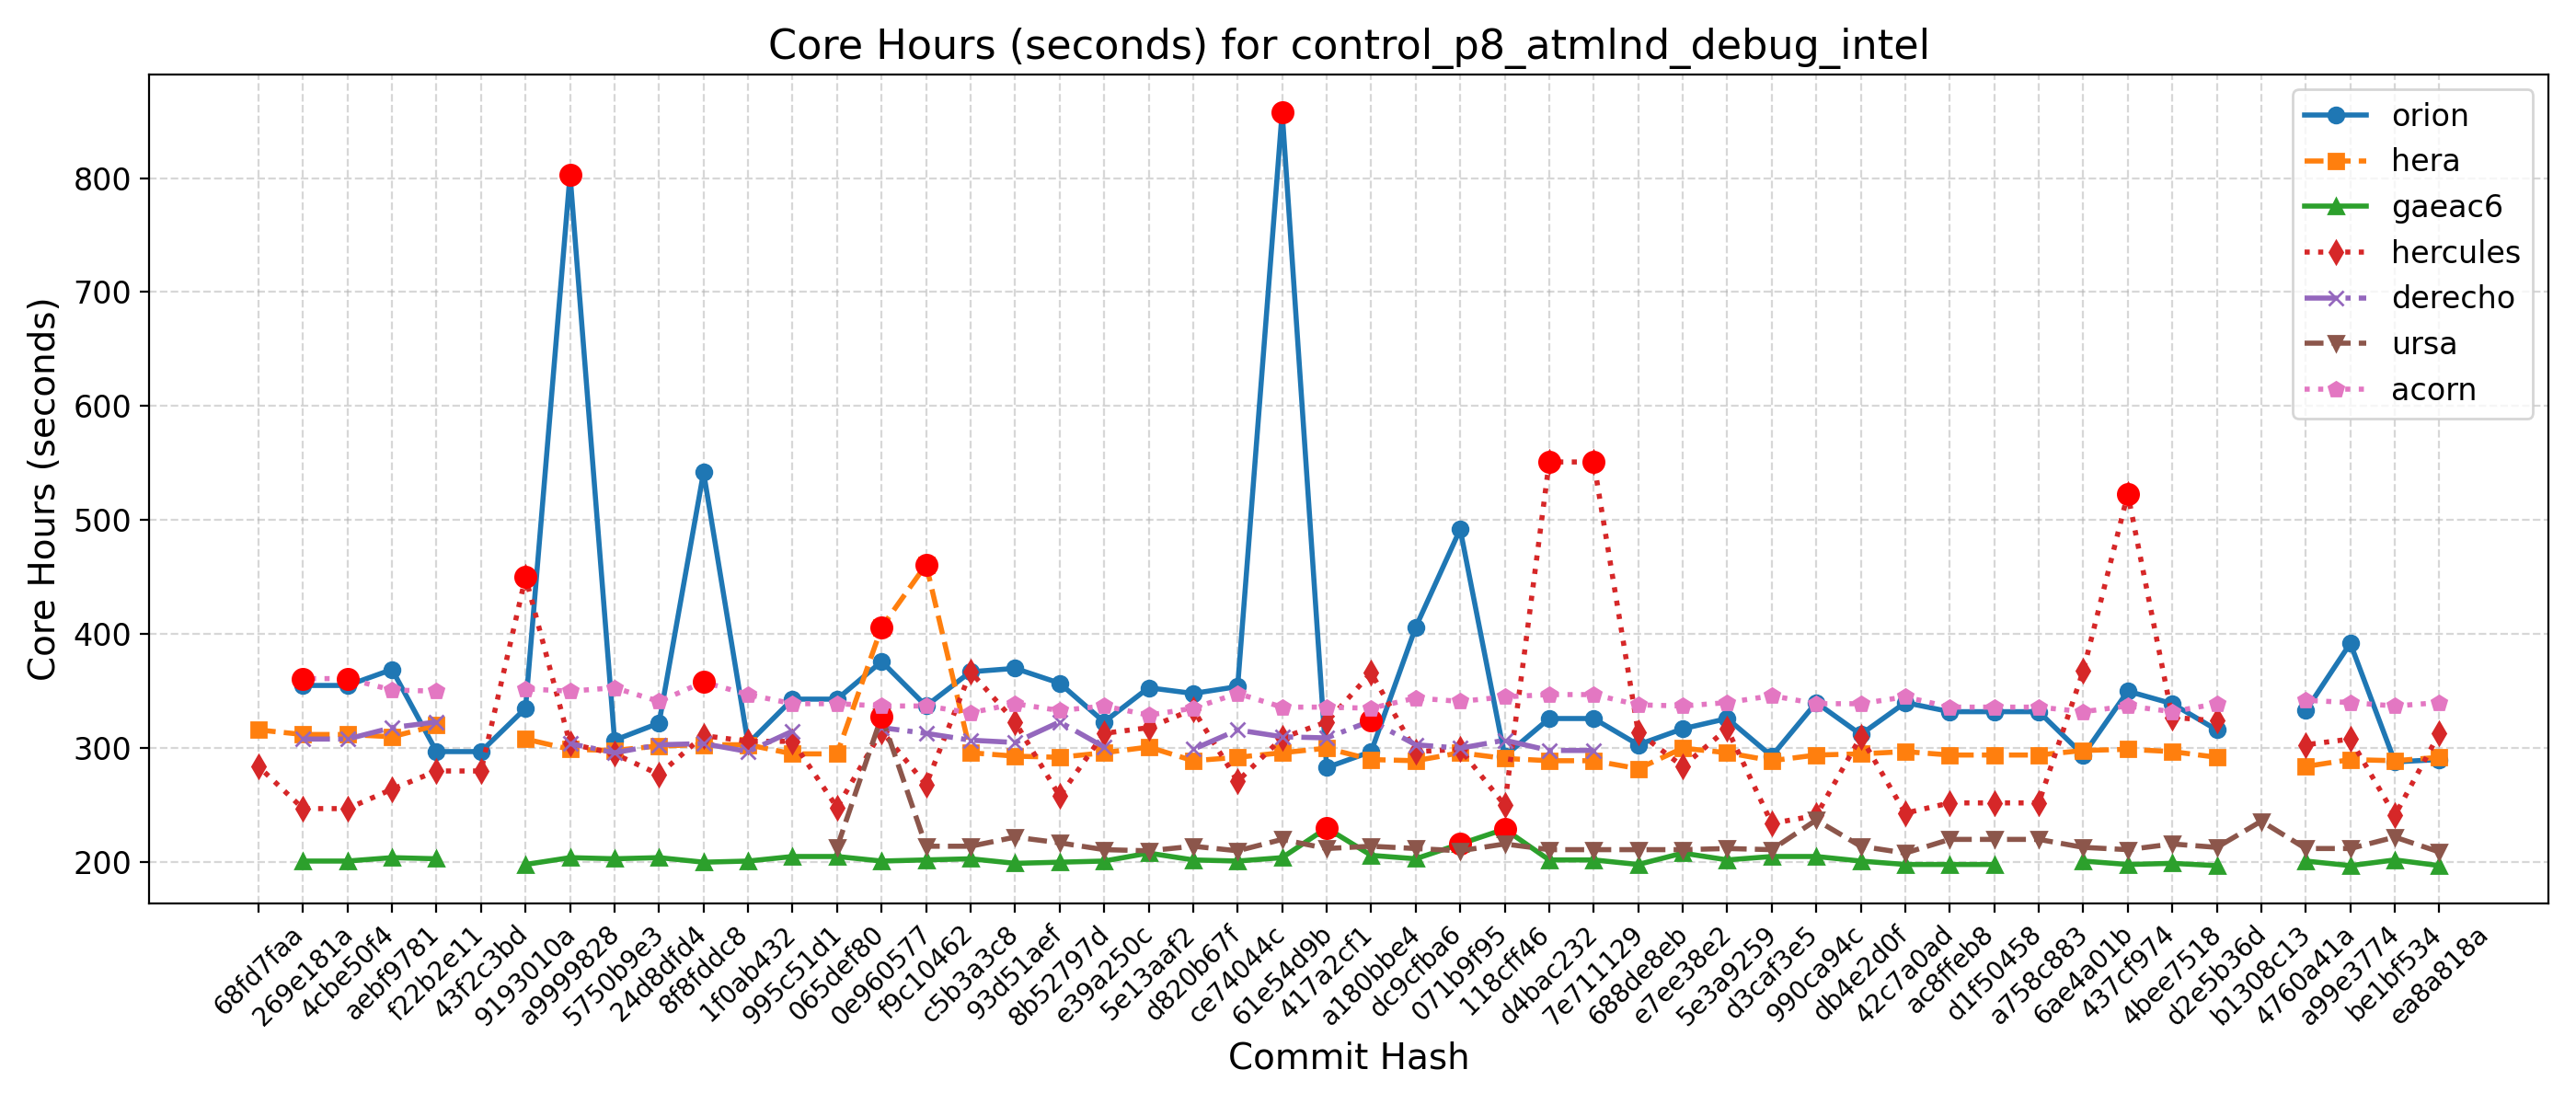 Core Hours (seconds) for control_p8_atmlnd_debug_intel
Core Hours (seconds)
800
700
600
500
400
300
200
orion
hera
gaeac6
hercules
derecho
ursa
acorn
68fd7faa
269e181a
4cbe50f4
aebf9781
f22b2e11
43f2c3bd
9193010a
a9999828
5750b9e3
24d8dfd4
8f8fddc8
1f0ab432
995c51d1
065def80
0e960577
f9c10462
c5b3a3c8
93d51aef
8b52797d
e39a250c
5e13aaf2
d820b67f
ce74044c
61e54d9b
417a2cf1
a180bbe4
dc9cfba6
071b9f95
118cff46
d4bac232
7e711129
688de8eb
e7ee38e2
5e3a9259
d3caf3e5
990ca94c
db4e2d0f
42c7a0ad
ac8ffeb8
d1f50458
a758c883
6ae4a01b
437cf974
4bee7518
d2e5b36d
b1308c13
4760a41a
a99e3774
be1bf534
ea8a818a
Commit Hash